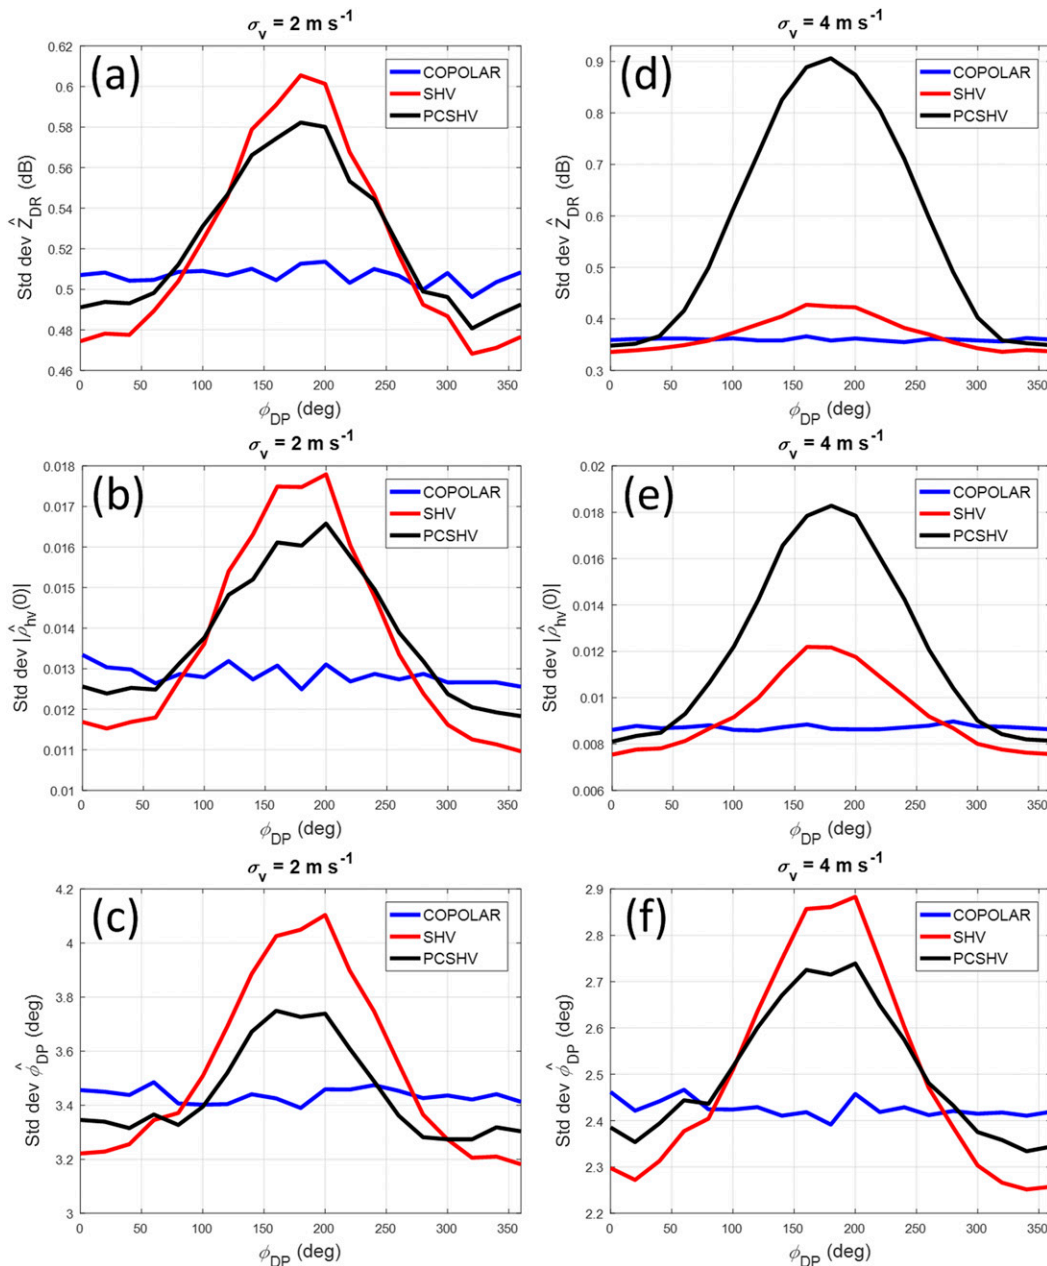 σv = 2 m s-1
(a)
COPOLAR
SHV
PCSHV
Std dev ẐDR (dB)
0.62
0.6
0.58
0.56
0.54
0.52
0.5
0.48
0.46
0 50 100 150 200 250 300 350
ϕDP (deg)
σv = 4 m s-1
(d)
COPOLAR
SHV
PCSHV
Std dev ẐDR (dB)
0.9
0.8
0.7
0.6
0.5
0.4
0.3
0 50 100 150 200 250 300 350
ϕDP (deg)
σv = 2 m s-1
(b)
COPOLAR
SHV
PCSHV
Std dev |ρ̂hv(0)|
0.018
0.017
0.016
0.015
0.014
0.013
0.012
0.011
0.01
0 50 100 150 200 250 300 350
ϕDP (deg)
σv = 4 m s-1
(e)
COPOLAR
SHV
PCSHV
Std dev |ρ̂hv(0)|
0.02
0.018
0.016
0.014
0.012
0.01
0.008
0.006
0 50 100 150 200 250 300 350
ϕDP (deg)
σv = 2 m s-1
(c)
COPOLAR
SHV
PCSHV
Std dev ϕ̂DP (deg)
4.2
4
3.8
3.6
3.4
3.2
3
0 50 100 150 200 250 300 350
ϕDP (deg)
σv = 4 m s-1
(f)
COPOLAR
SHV
PCSHV
Std dev ϕ̂DP (deg)
2.9
2.8
2.7
2.6
2.5
2.4
2.3
2.2
0 50 100 150 200 250 300 350
ϕDP (deg)